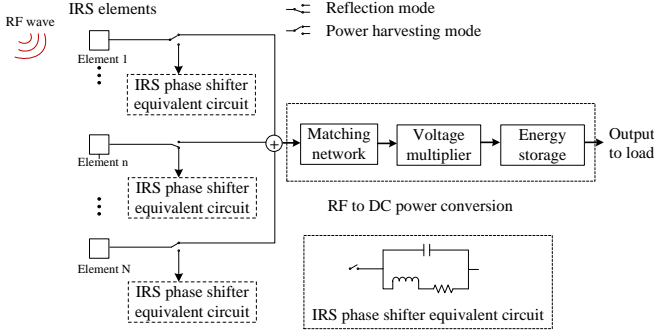 IRS elements
RF wave
Reflection mode
Power harvesting mode
Element 1
IRS phase shifter
equivalent circuit
Element n
IRS phase shifter
equivalent circuit
+
Matching
network
Voltage
multiplier
Energy
storage
Output
to load
RF to DC power conversion
Element N
IRS phase shifter
equivalent circuit
IRS phase shifter equivalent circuit